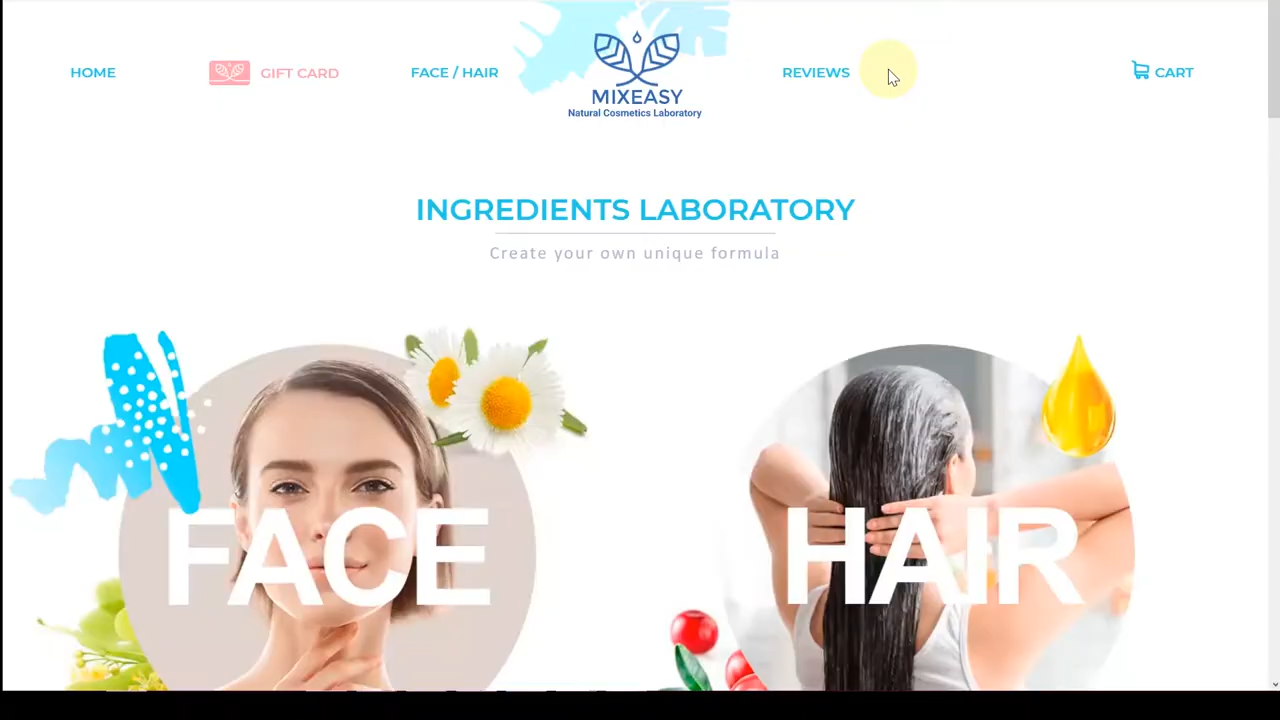 HOME
GIFT CARD
FACE / HAIR
MIXEASY
Natural Cosmetics Laboratory
REVIEWS
CART
INGREDIENTS LABORATORY
Create your own unique formula
FACE
HAIR